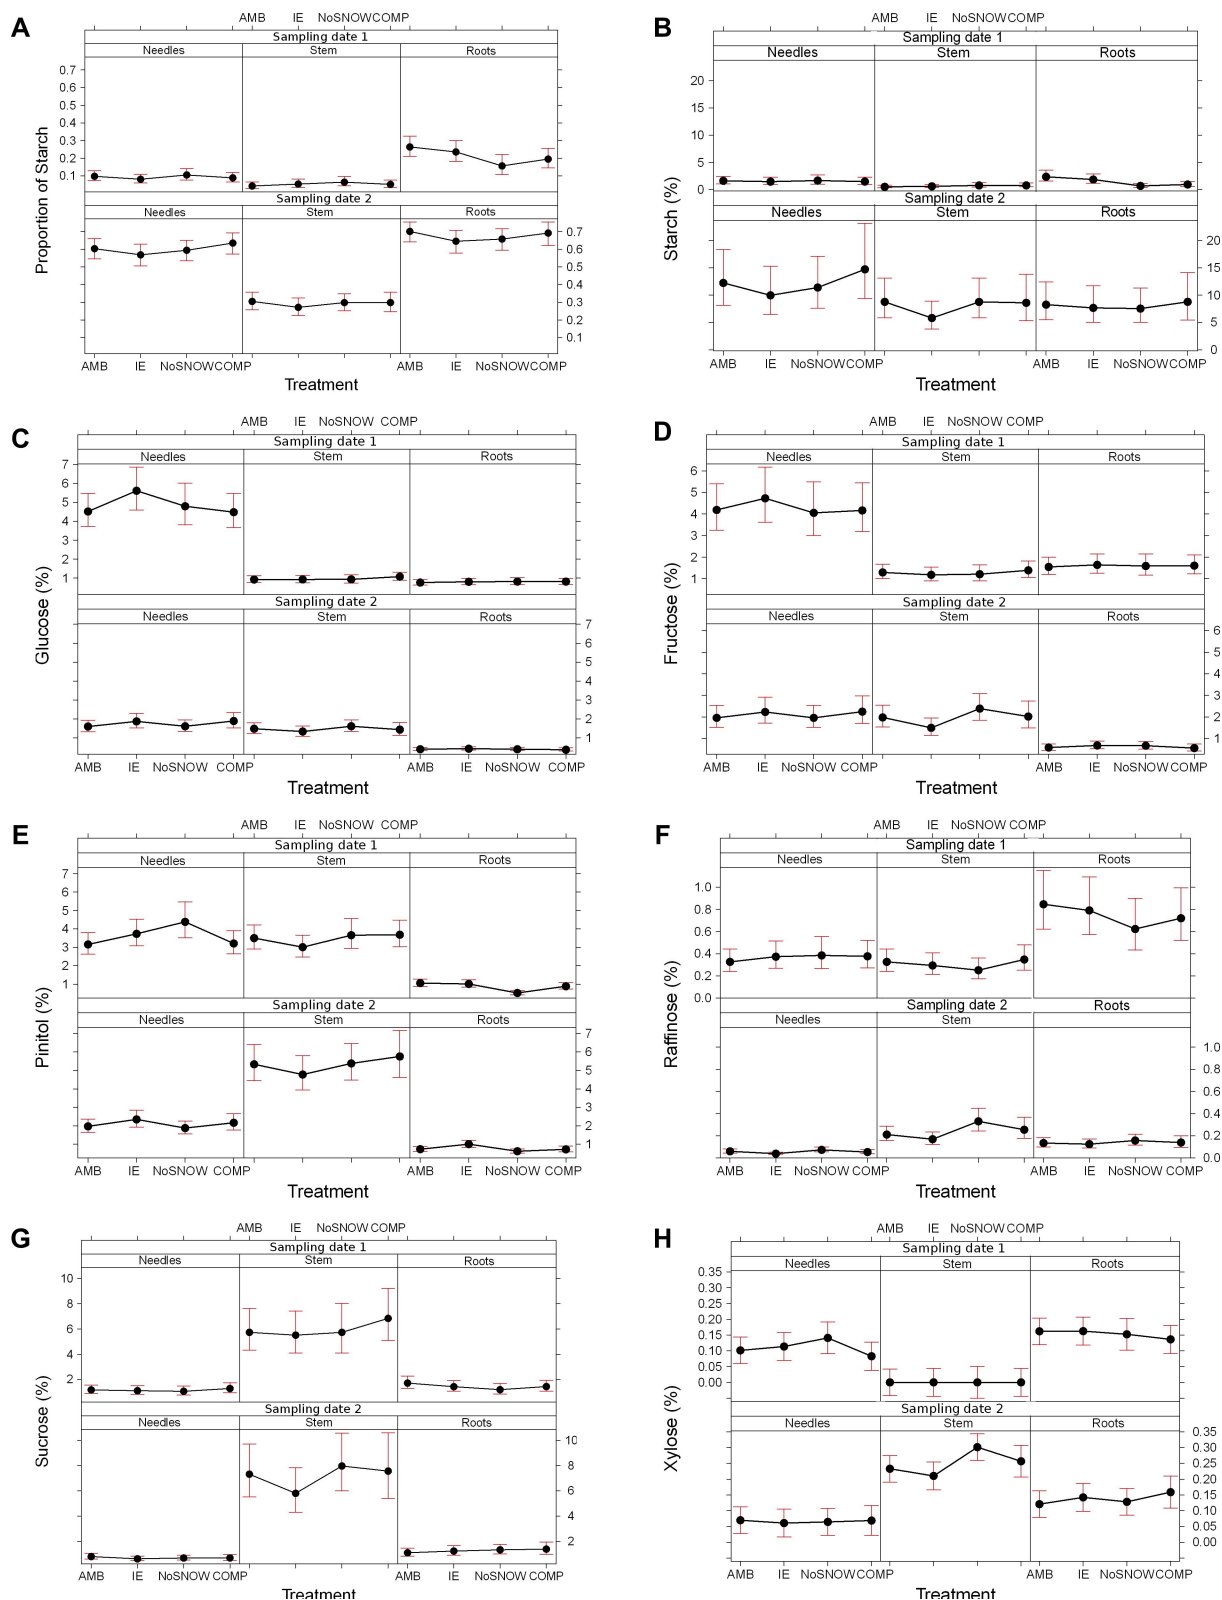 A
AMB IE NoSNOW COMP
Sampling date 1
Needles Stem Roots
0.7
0.6
0.5
0.4
0.3
0.2
0.1
Proportion of Starch
Sampling date 2
Needles Stem Roots
0.7
0.6
0.5
0.4
0.3
0.2
0.1
AMB IE NoSNOW COMP AMB IE NoSNOW COMP
Treatment
B
AMB IE NoSNOW COMP
Sampling date 1
Needles Stem Roots
20
15
10
5
0
Starch (%)
Sampling date 2
Needles Stem Roots
20
15
10
5
0
AMB IE NoSNOW COMP AMB IE NoSNOW COMP
Treatment
C
AMB IE NoSNOW COMP
Sampling date 1
Needles Stem Roots
7
6
5
4
3
2
1
Glucose (%)
Sampling date 2
Needles Stem Roots
7
6
5
4
3
2
1
AMB IE NoSNOW COMP AMB IE NoSNOW COMP
Treatment
D
AMB IE NoSNOW COMP
Sampling date 1
Needles Stem Roots
6
5
4
3
2
1
Fructose (%)
Sampling date 2
Needles Stem Roots
6
5
4
3
2
1
AMB IE NoSNOW COMP AMB IE NoSNOW COMP
Treatment
E
AMB IE NoSNOW COMP
Sampling date 1
Needles Stem Roots
7
6
5
4
3
2
1
Pinitol (%)
Sampling date 2
Needles Stem Roots
7
6
5
4
3
2
1
AMB IE NoSNOW COMP AMB IE NoSNOW COMP
Treatment
F
AMB IE NoSNOW COMP
Sampling date 1
Needles Stem Roots
1.0
0.8
0.6
0.4
0.2
0.0
Raffinose (%)
Sampling date 2
Needles Stem Roots
1.0
0.8
0.6
0.4
0.2
0.0
AMB IE NoSNOW COMP AMB IE NoSNOW COMP
Treatment
G
AMB IE NoSNOW COMP
Sampling date 1
Needles Stem Roots
10
8
6
4
2
Sucrose (%)
Sampling date 2
Needles Stem Roots
10
8
6
4
2
AMB IE NoSNOW COMP AMB IE NoSNOW COMP
Treatment
H
AMB IE NoSNOW COMP
Sampling date 1
Needles Stem Roots
0.35
0.30
0.25
0.20
0.15
0.10
0.05
0.00
Xylose (%)
Sampling date 2
Needles Stem Roots
0.35
0.30
0.25
0.20
0.15
0.10
0.05
0.00
AMB IE NoSNOW COMP AMB IE NoSNOW COMP
Treatment